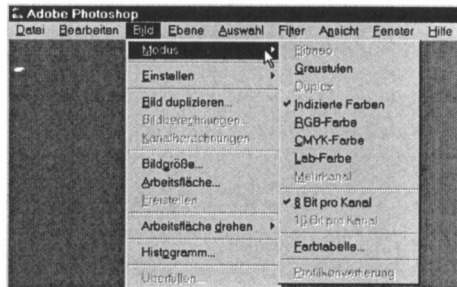 Adobe Photoshop
Datei Bearbeiten Bild Ebene Auswahl Filter Ansicht Fenster Hilfe
Modus
Einstellen
Bild duplizieren...
Bildberechnungen...
Kanalberechnungen...
Bildgröße...
Arbeitsfläche...
Freistellen
Arbeitsfläche drehen
Histogramm...
Überfüllen...
Bitmap
Graustufen
Duplex
Indizierte Farben
RGB-Farbe
CMYK-Farbe
Lab-Farbe
Mehrkanal
8 Bit pro Kanal
16 Bit pro Kanal
Farbtabelle...
Profilkonvertierung